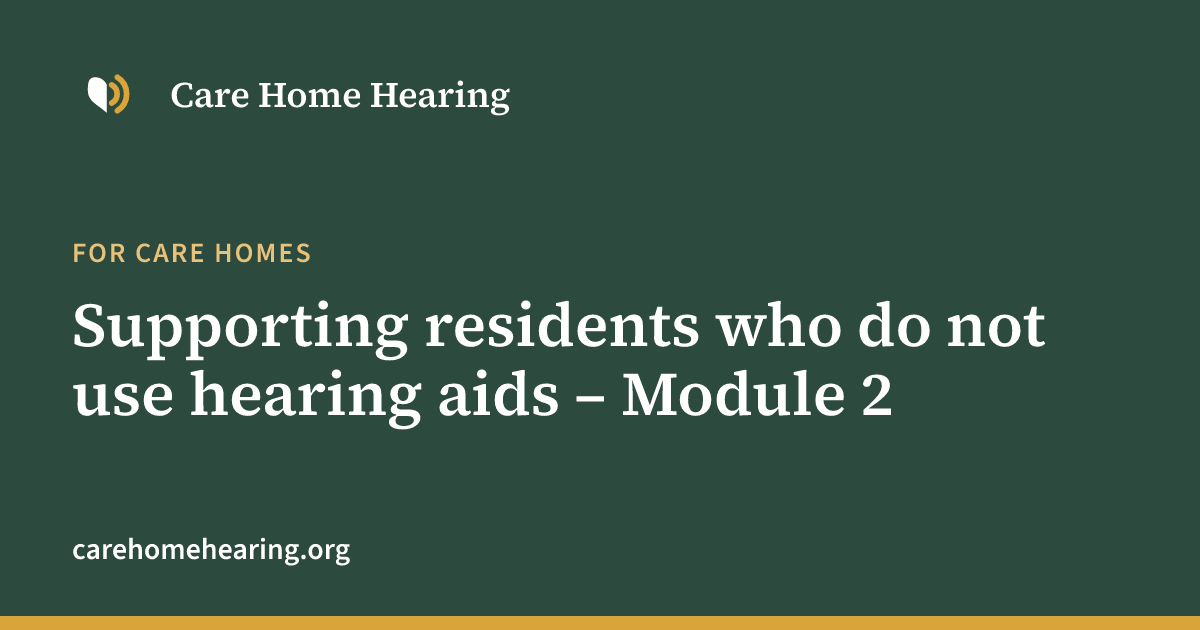 Care Home Hearing
FOR CARE HOMES
Supporting residents who do not
use hearing aids – Module 2
carehomehearing.org